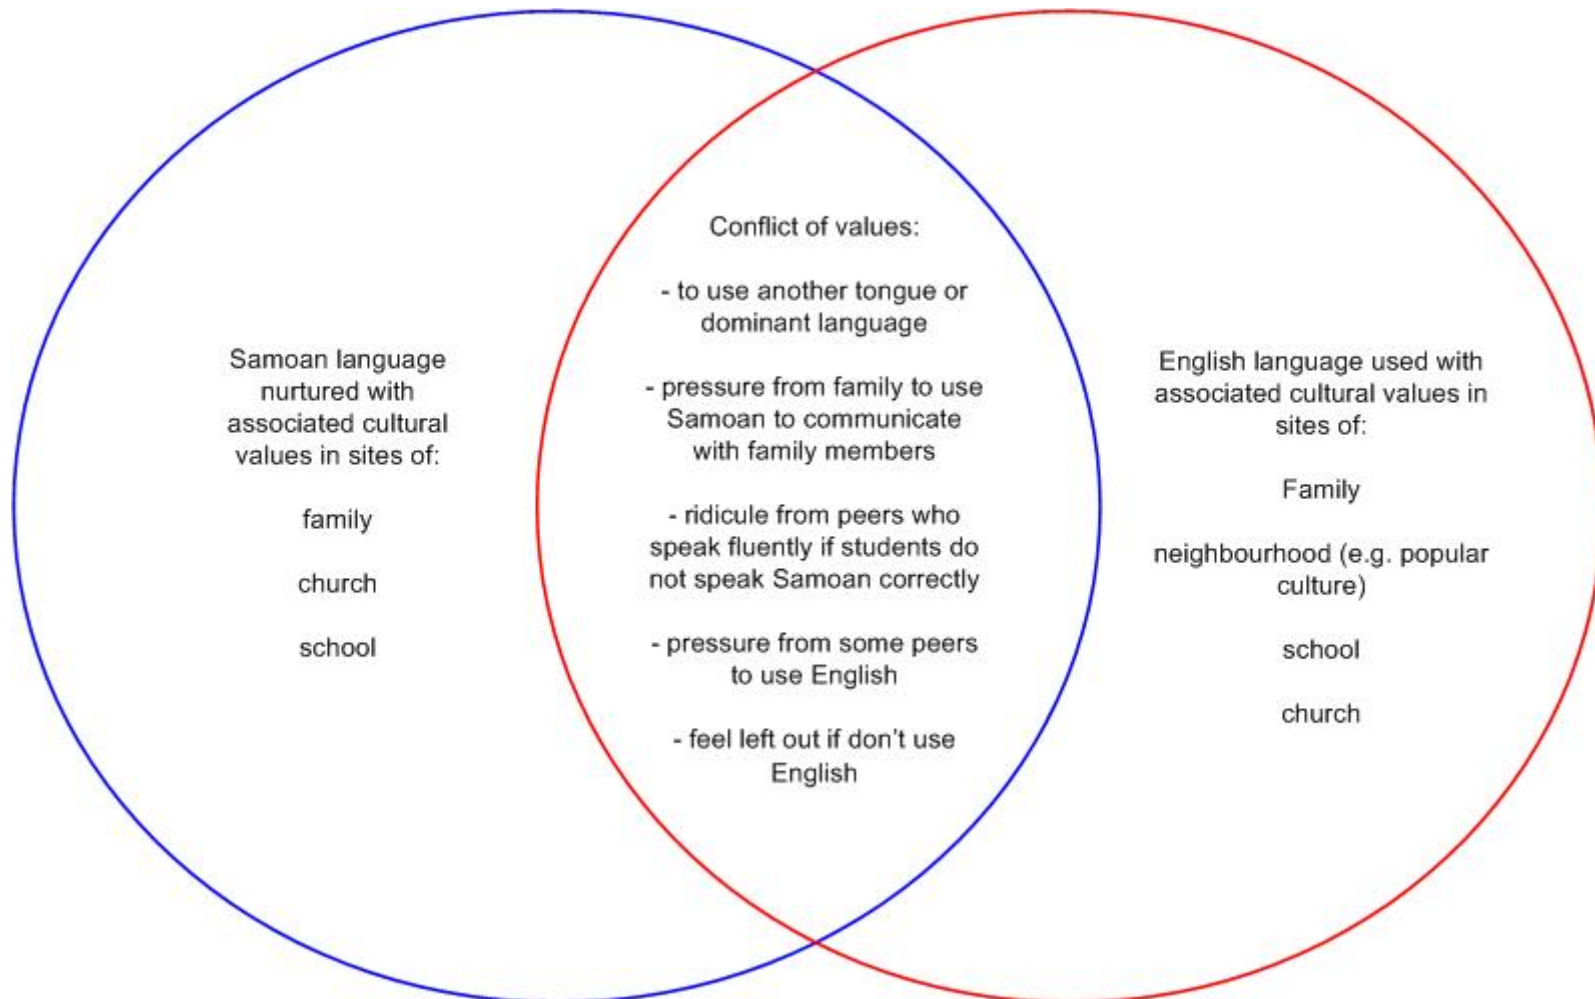 Samoan language
nurtured with
associated cultural
values in sites of:
family
church
school
Conflict of values:
- to use another tongue or
dominant language
- pressure from family to use
Samoan to communicate
with family members
- ridicule from peers who
speak fluently if students do
not speak Samoan correctly
- pressure from some peers
to use English
- feel left out if don’t use
English
English language used with
associated cultural values in
sites of:
Family
neighbourhood (e.g. popular
culture)
school
church